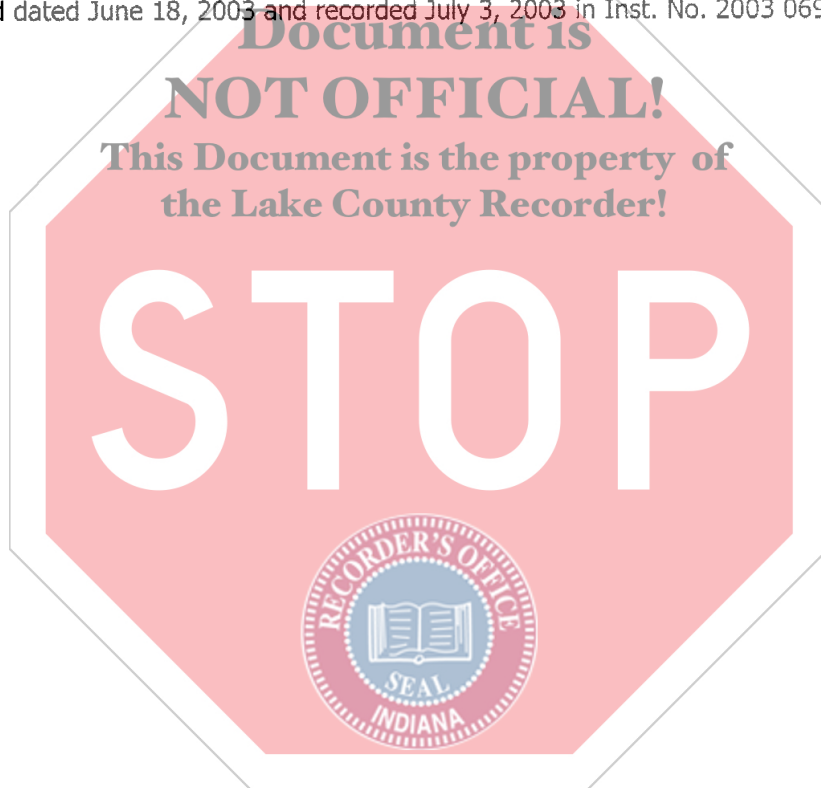 dated June 18, 2003 and recorded July 3, 2003 in Inst. No. 2003
Document is
NOT OFFICIAL!
This Document is the property of
the Lake County Recorder!
STOP
RECORDER'S OFFICE
SEAL
INDIANA